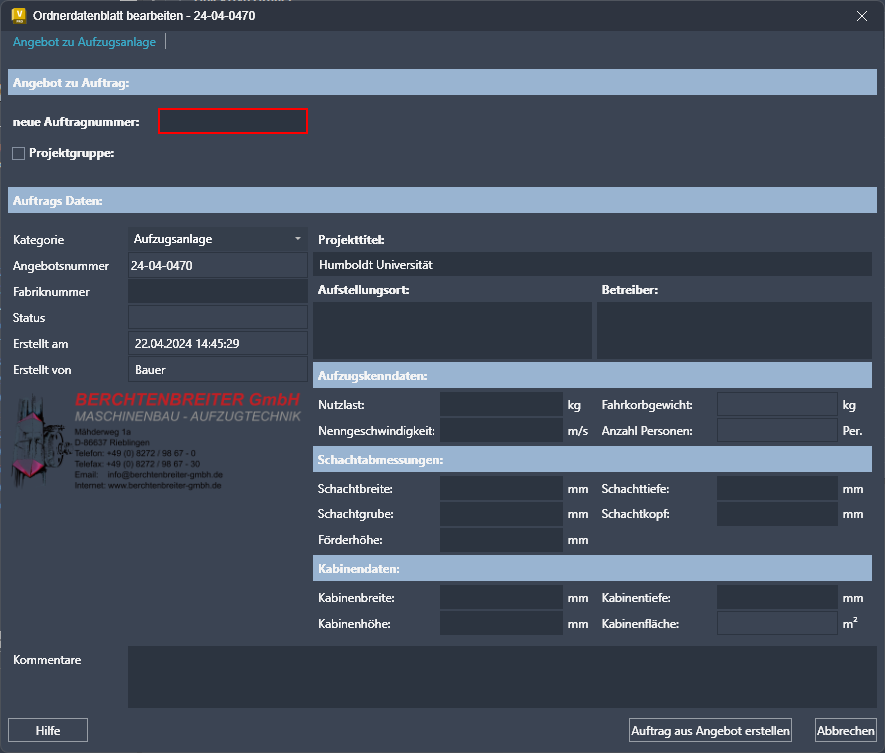 Ordnerdatenblatt bearbeiten - 24-04-0470
Angebot zu Aufzugsanlage
Angebot zu Auftrag:
neue Auftragnummer:
Projektgruppe:
Auftrags Daten:
Kategorie Aufzugsanlage
Angebotsnummer 24-04-0470
Fabriknummer
Status
Erstellt am 22.04.2024 14:45:29
Erstellt von Bauer
BERCHTENBREITER GmbH
MASCHINENBAU - AUFZUGTECHNIK
Mähderweg 1a
D-86637 Rieblingen
Telefon: +49 (0) 8272 / 98 67 - 0
Telefax: +49 (0) 8272 / 98 67 - 30
Email: info@berchtenbreiter-gmbh.de
Internet: www.berchtenbreiter-gmbh.de
Projekttitel:
Humboldt Universität
Aufstellungsort: Betreiber:
Aufzugskenndaten:
Nutzlast: kg Fahrkorbgewicht: kg
Nenngeschwindigkeit: m/s Anzahl Personen: Per.
Schachtabmessungen:
Schachtbreite: mm Schachttiefe: mm
Schachtgrube: mm Schachtkopf: mm
Förderhöhe: mm
Kabinendaten:
Kabinenbreite: mm Kabinentiefe: mm
Kabinenhöhe: mm Kabinenfläche: m²
Kommentare
Hilfe Auftrag aus Angebot erstellen Abbrechen